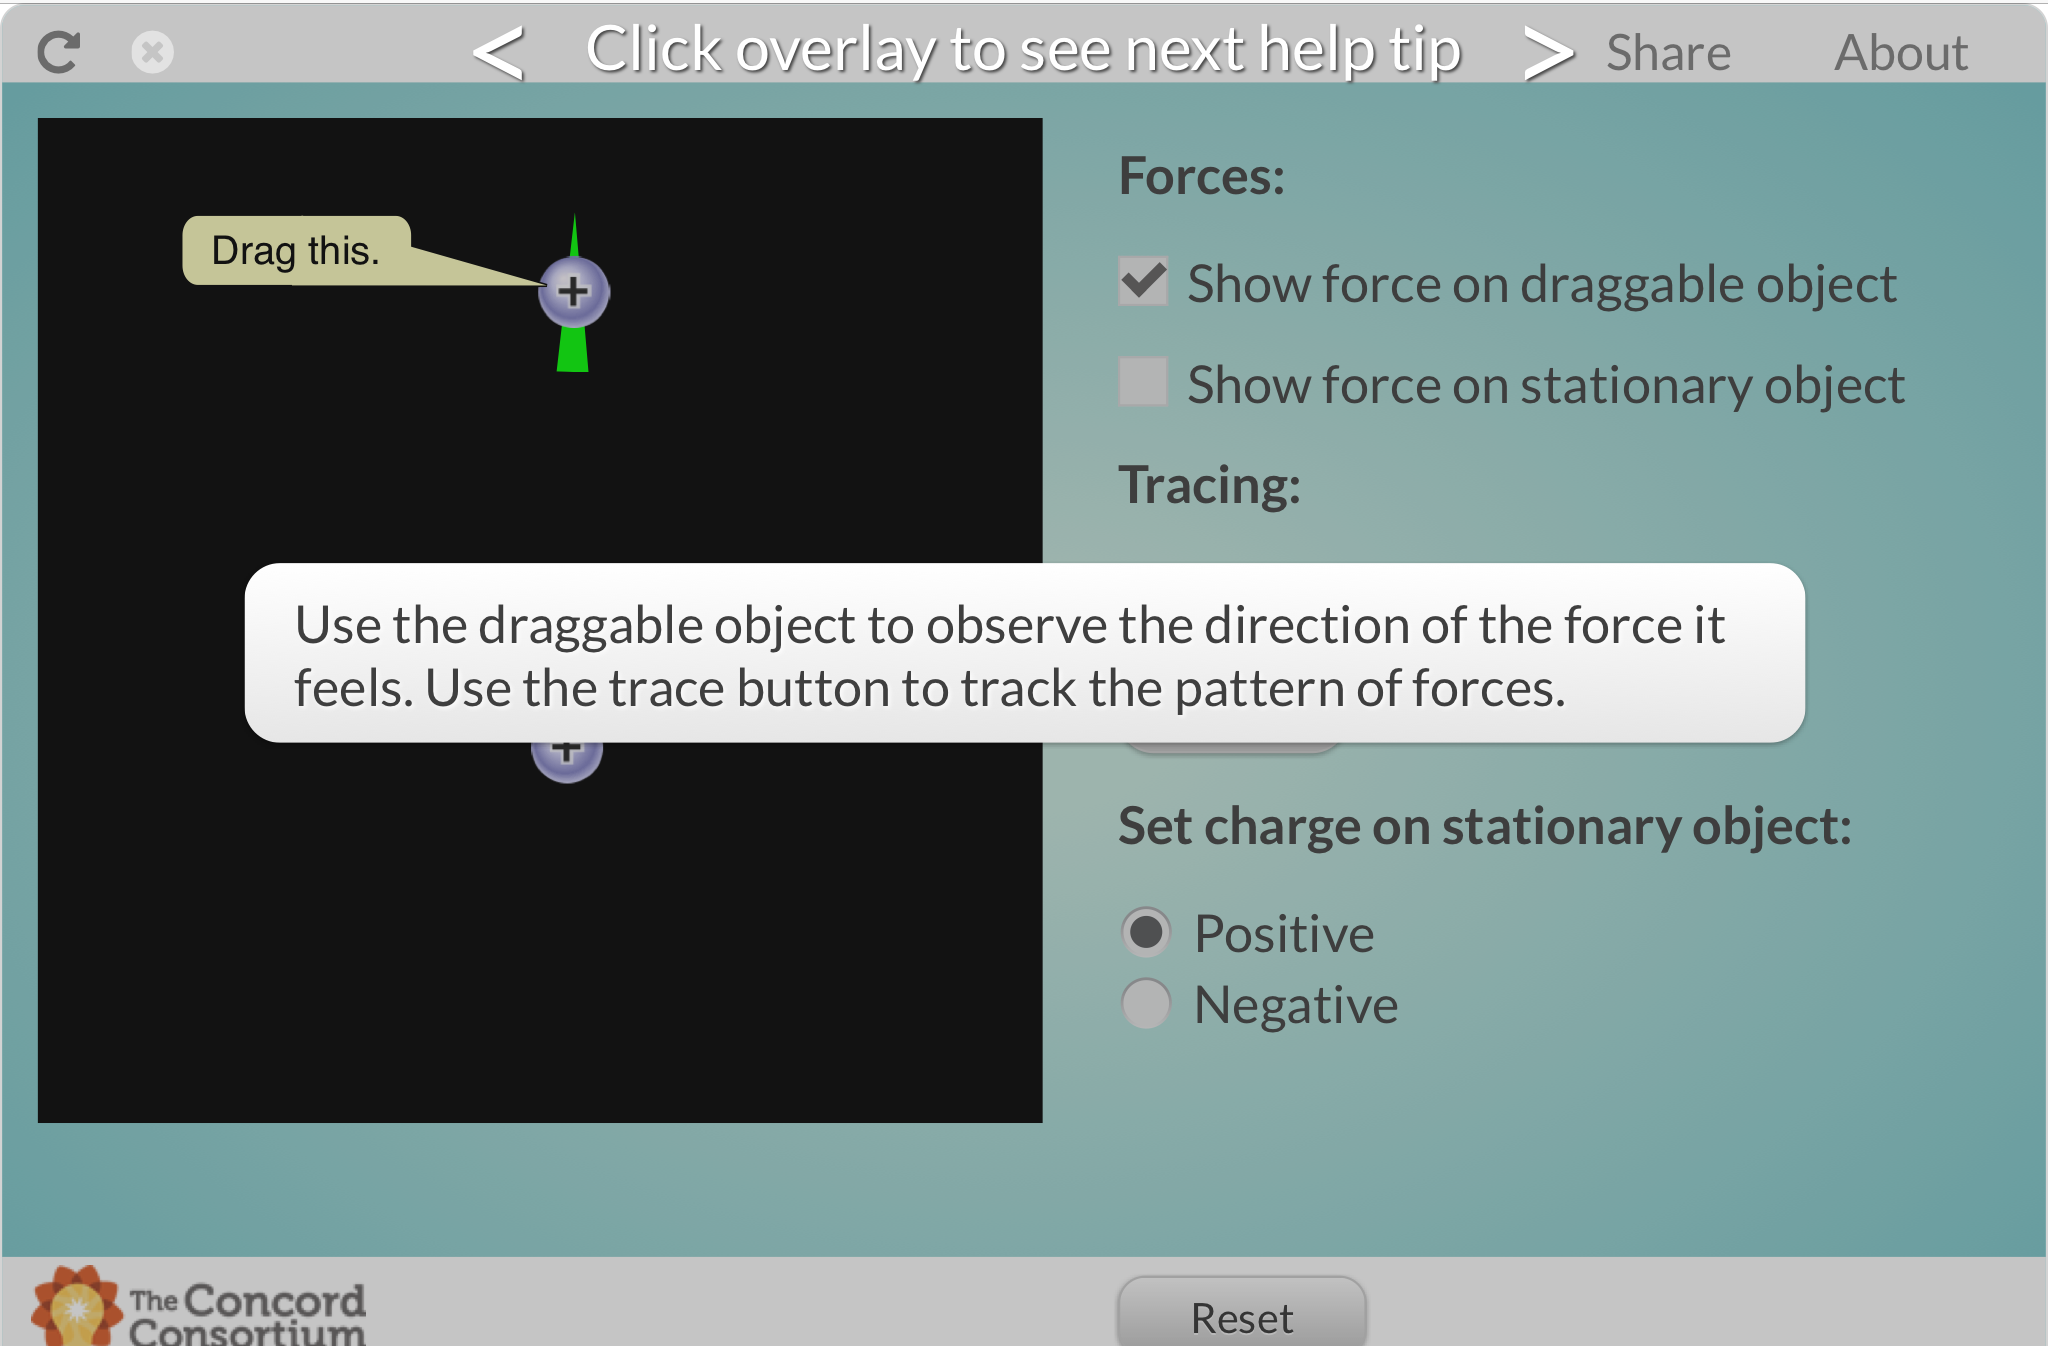 < Click overlay to see next help tip > Share About
Drag this.
+
Forces:
Show force on draggable object
Show force on stationary object
Tracing:
Use the draggable object to observe the direction of the force it
feels. Use the trace button to track the pattern of forces.
+
Set charge on stationary object:
Positive
Negative
The Concord
Consortium
Reset